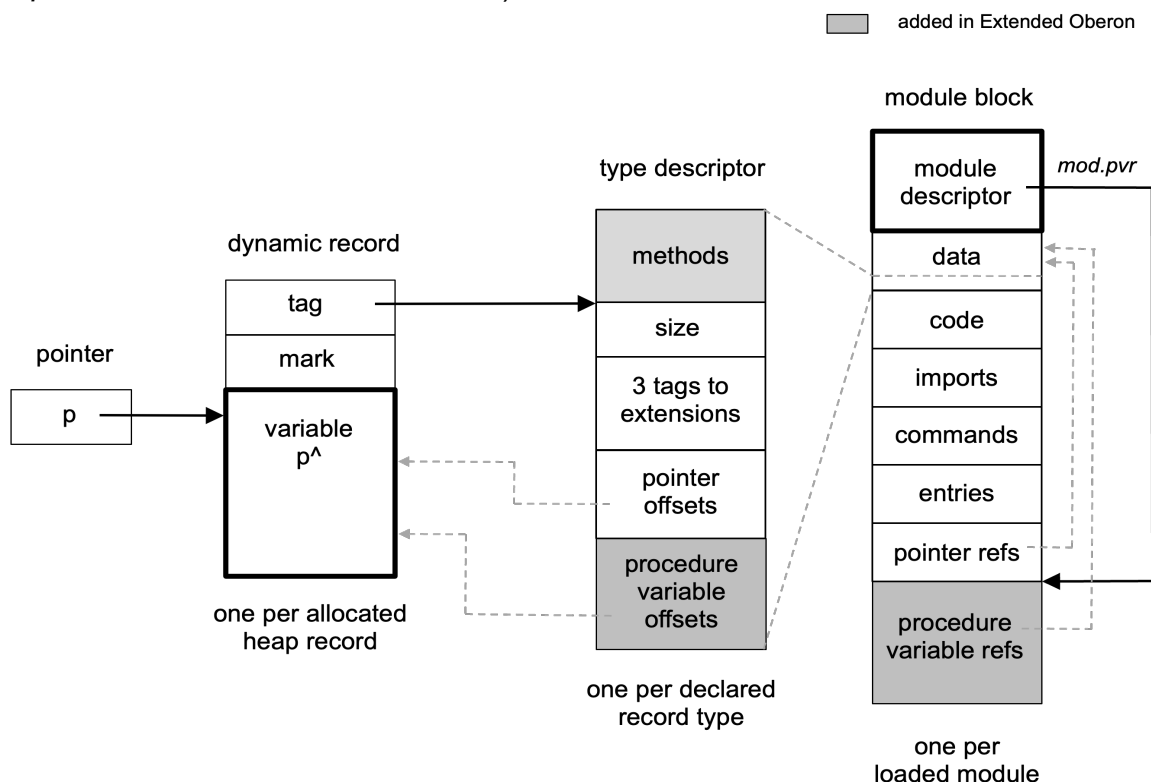 added in Extended Oberon
module block
module
descriptor
mod.pvr
type descriptor
dynamic record
methods
data
tag
size
code
pointer
mark
3 tags to
extensions
imports
p
variable
p^
commands
pointer
offsets
entries
pointer refs
procedure
variable
offsets
one per allocated
heap record
procedure
variable refs
one per declared
record type
one per
loaded module